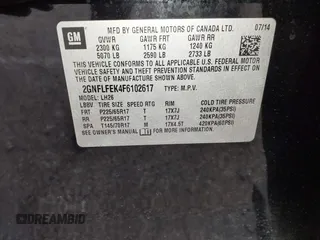 GM
MFD BY GENERAL MOTORS OF CANADA LTD.
07/14
GVWR GAWR FRT GAWR RR
2300 KG 1175 KG 1240 KG
5070 LB 2590 LB 2733 LB
THIS VEHICLE CONFORMS TO ALL APPLICABLE U.S.
FEDERAL MOTOR VEHICLE SAFETY
THEFT PREVENTION STANDARDS IN EFFECT ON THE DATE
OF MANUFACTURE SHOWN ABOVE.
2GNFLFEK4F6102617 TYPE: M.P.V.
MODEL: LH26
TIRE SIZE SPEED RTG RIM COLD TIRE PRESSURE
FRT P225/65R17 T 17X7J 240KPA(35PSI)
RR P225/65R17 T 17X7J 240KPA(35PSI)
SPA T145/70R17 M 17X4.5T 420KPA(60PSI)
SEE OWNER'S MANUAL FOR ADDITIONAL INFORMATION.
DREAMBID